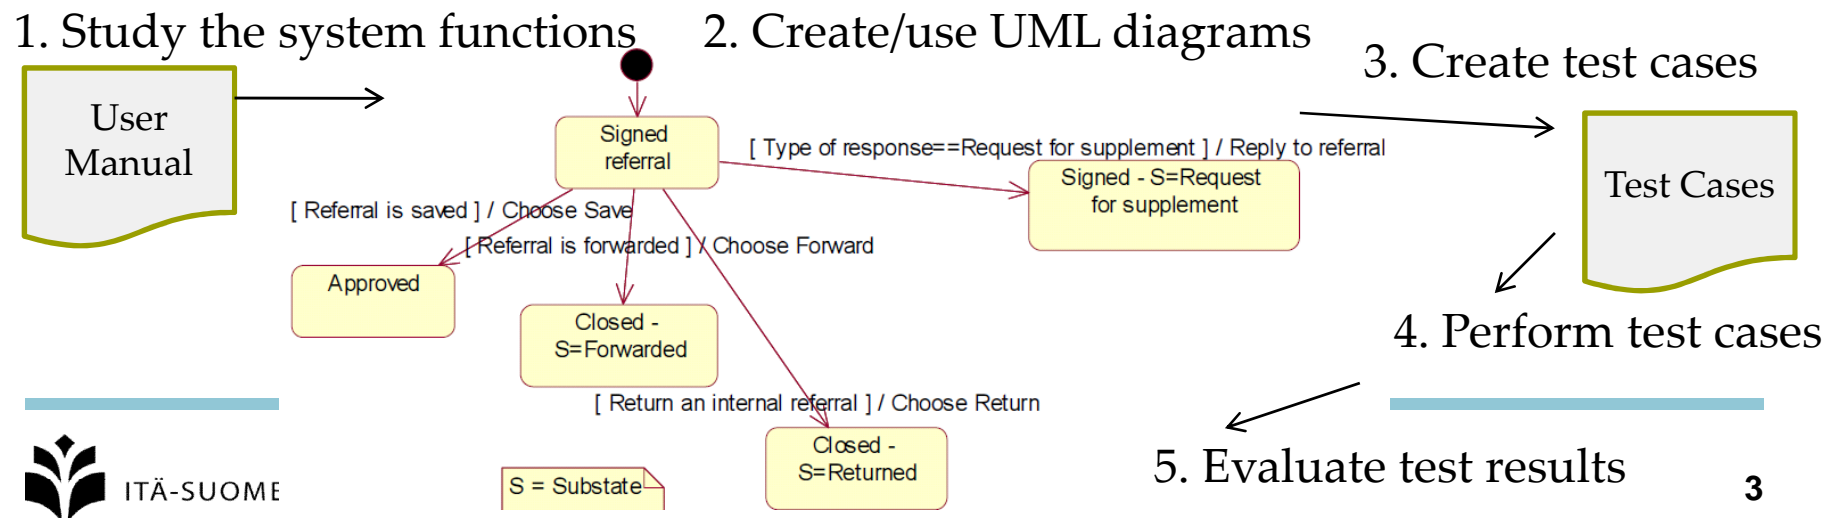 1. Study the system functions
2. Create/use UML diagrams
3. Create test cases
User
Manual
Signed
referral
[ Type of response==Request for supplement ] / Reply to referral
Signed - S=Request
for supplement
Test Cases
[ Referral is saved ] / Choose Save
[ Referral is forwarded ] / Choose Forward
Approved
Closed -
S=Forwarded
4. Perform test cases
[ Return an internal referral ] / Choose Return
Closed -
S=Returned
5. Evaluate test results
S = Substate
ITÄ-SUOME
3